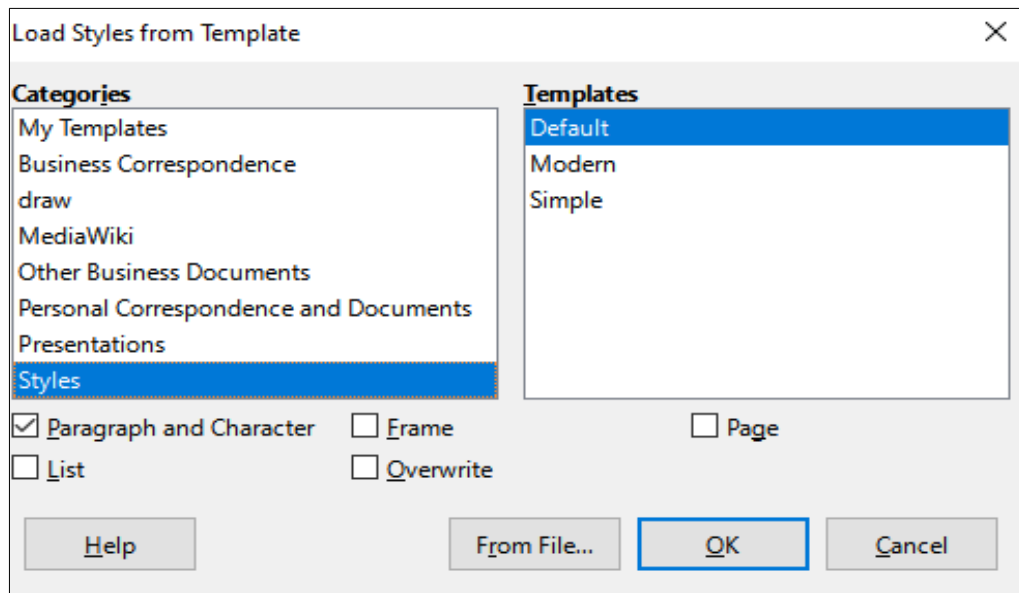 Load Styles from Template
Categories
My Templates
Business Correspondence
draw
MediaWiki
Other Business Documents
Personal Correspondence and Documents
Presentations
Styles
Templates
Default
Modern
Simple
Paragraph and Character Frame Page
List Overwrite
Help From File... OK Cancel